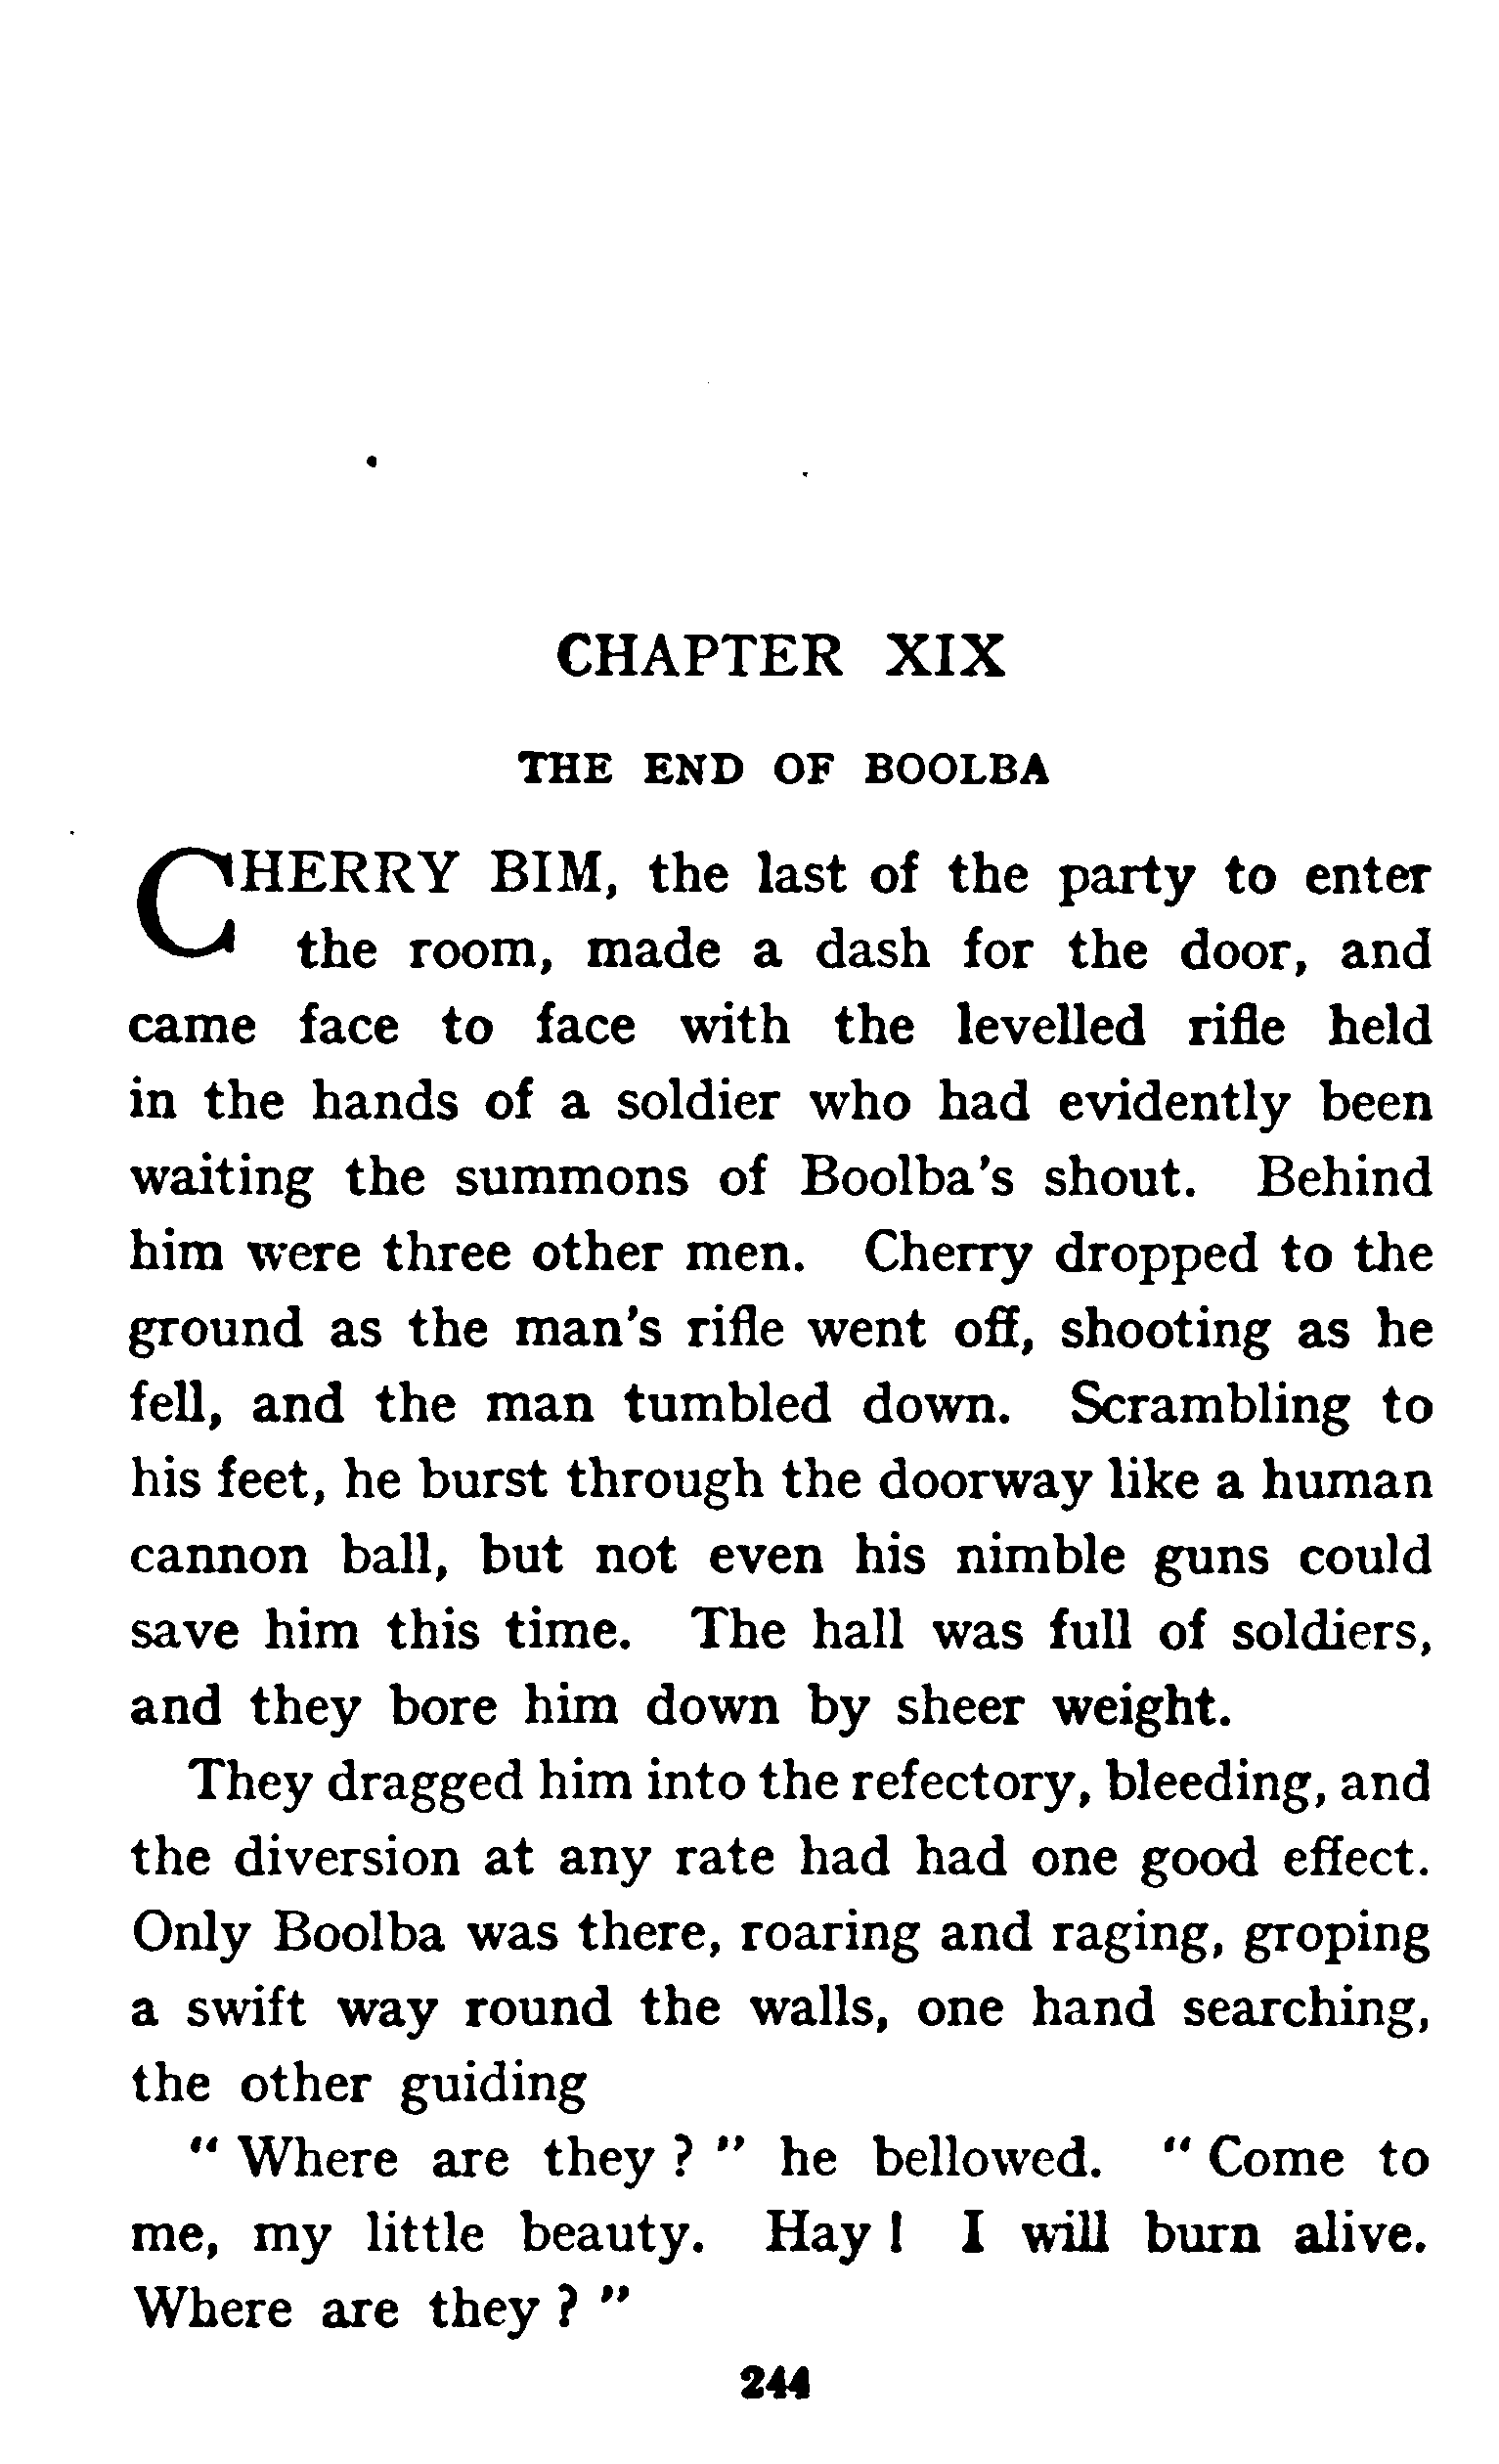 CHAPTER XIX
THE END OF BOOLBA
CHERRY BIM, the last of the party to enter
the room, made a dash for the door, and
came face to face with the levelled rifle held
in the hands of a soldier who had evidently been
waiting the summons of Boolba's shout. Behind
him were three other men. Cherry dropped to the
ground as the man's rifle went off, shooting as he
fell, and the man tumbled down. Scrambling to
his feet, he burst through the doorway like a human
cannon ball, but not even his nimble guns could
save him this time. The hall was full of soldiers,
and they bore him down by sheer weight.
They dragged him into the refectory, bleeding, and
the diversion at any rate had had one good effect.
Only Boolba was there, roaring and raging, groping
a swift way round the walls, one hand searching,
the other guiding
" Where are they ? " he bellowed. " Come to
me, my little beauty. Hay ! I will burn alive.
Where are they ? "
244